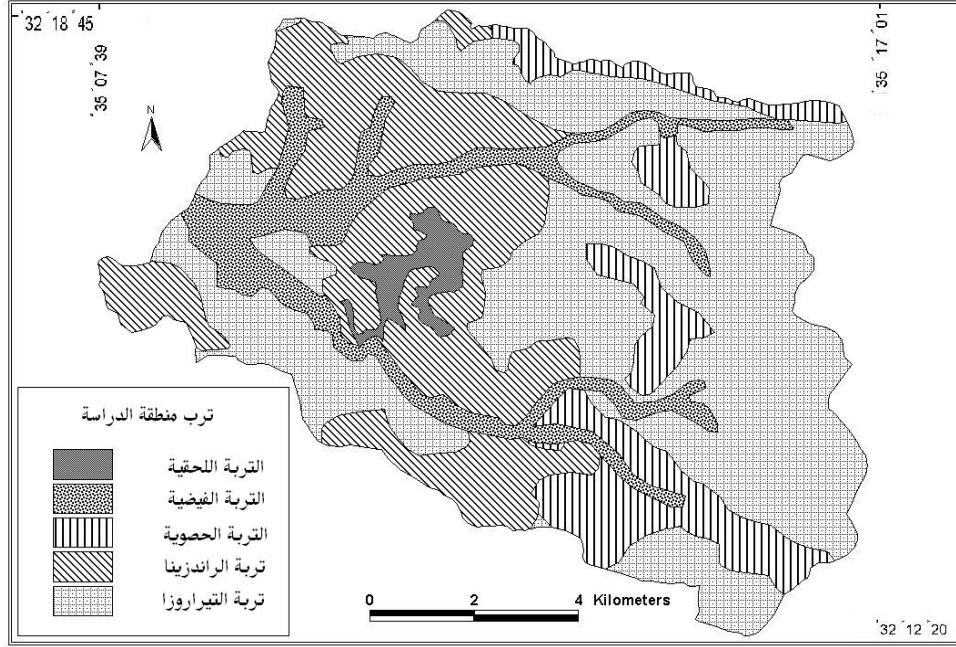 32 18 45
35 07 39
35 17 01
N
ترب منطقة الدراسة
التربة اللحقية
التربة الفيضية
التربة الحصوية
تربة الراندزينا
تربة التيراروزا
0 2 4 Kilometers
32 12 20